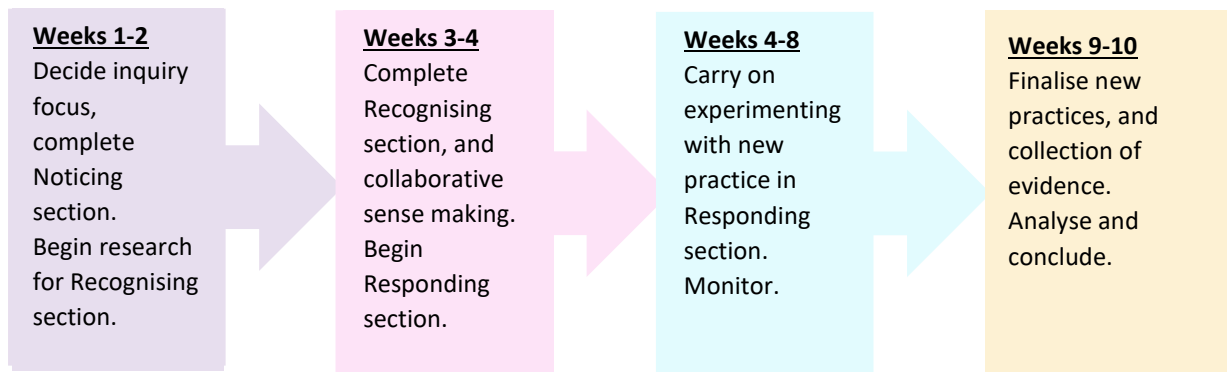 Weeks 1-2
Decide inquiry
focus,
complete
Noticing
section.
Begin research
for Recognising
section.
Weeks 3-4
Complete
Recognising
section, and
collaborative
sense making.
Begin
Responding
section.
Weeks 4-8
Carry on
experimenting
with new
practice in
Responding
section.
Monitor.
Weeks 9-10
Finalise new
practices, and
collection of
evidence.
Analyse and
conclude.